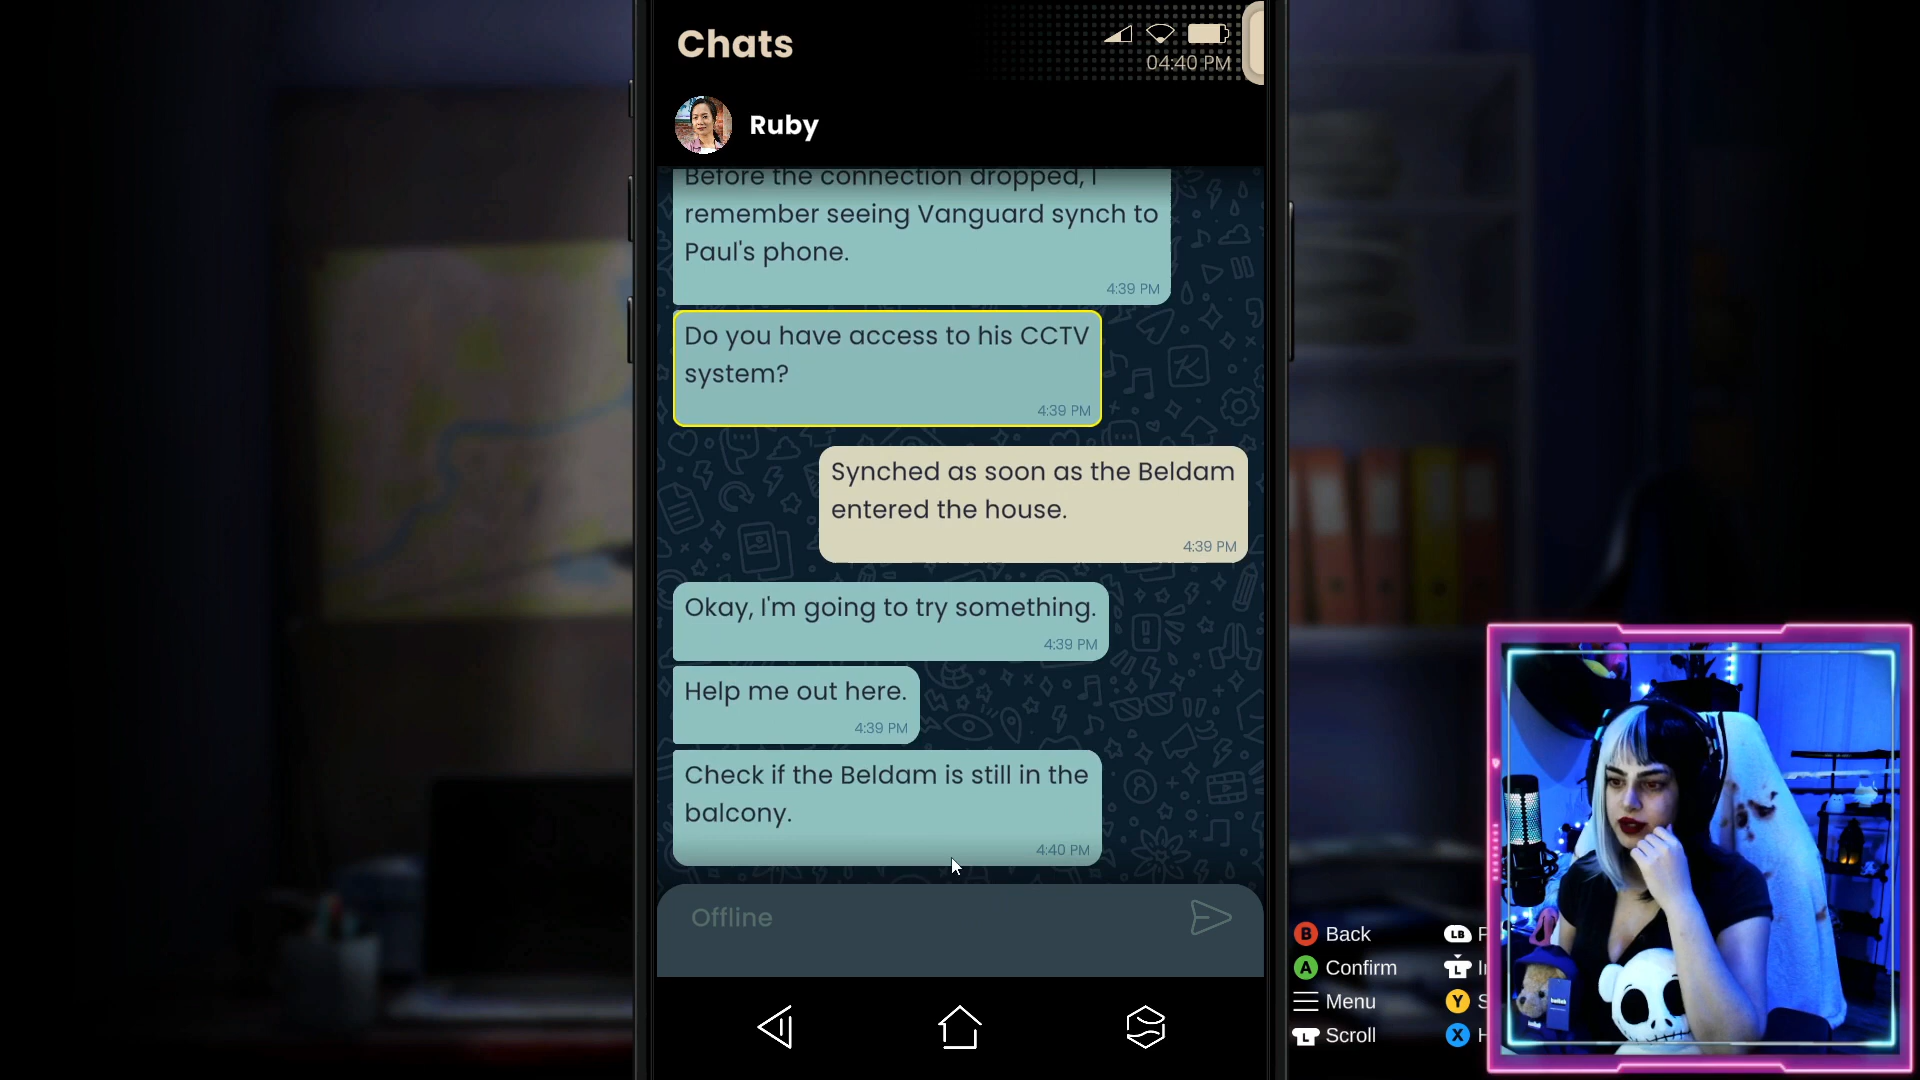 Chats
04:40 PM
Ruby
Before the connection dropped, I
remember seeing Vanguard synch to
Paul's phone.
4:39 PM
Do you have access to his CCTV
system?
4:39 PM
Synched as soon as the Beldam
entered the house.
4:39 PM
Okay, I'm going to try something.
4:39 PM
Help me out here.
4:39 PM
Check if the Beldam is still in the
balcony.
4:40 PM
Offline
B Back
LB
A Confirm
L
Menu
Y S
L Scroll
X